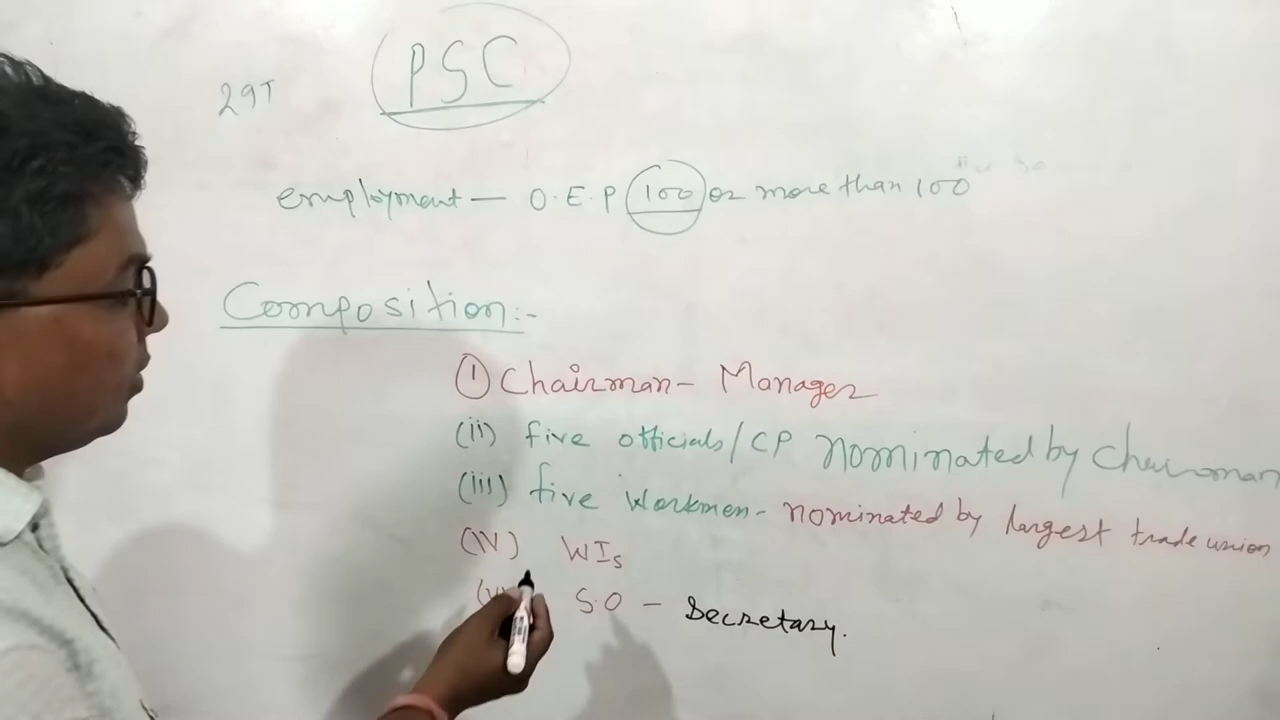 PSC
29T
employment — O.E.P 100 or more than 100
Composition:-
① Chairman - Manager
(ii) five officials/CP nominated by Chairman
(iii) five workmen - nominated by largest trade union
(IV) WIs
(V) S.O - Secretary.